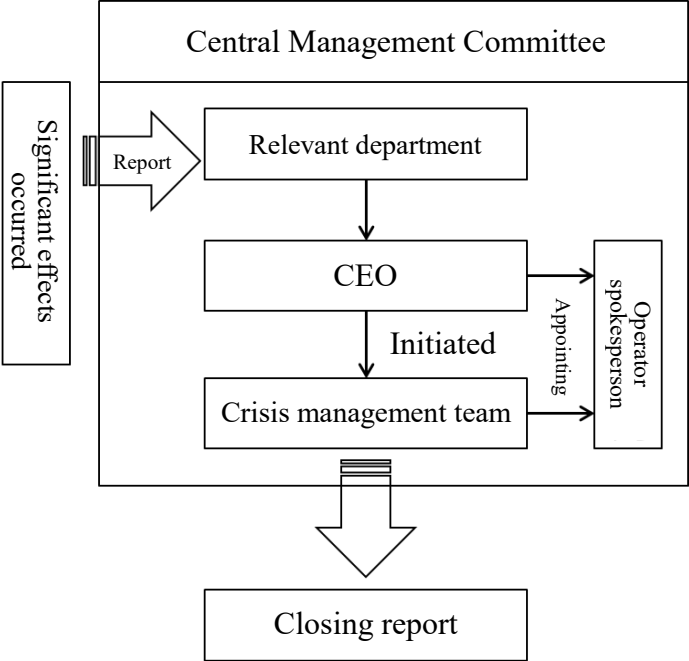 Central Management Committee
Significant effects
occurred
Report
Relevant department
CEO
Initiated
Appointing
Operator
spokesperson
Crisis management team
Closing report